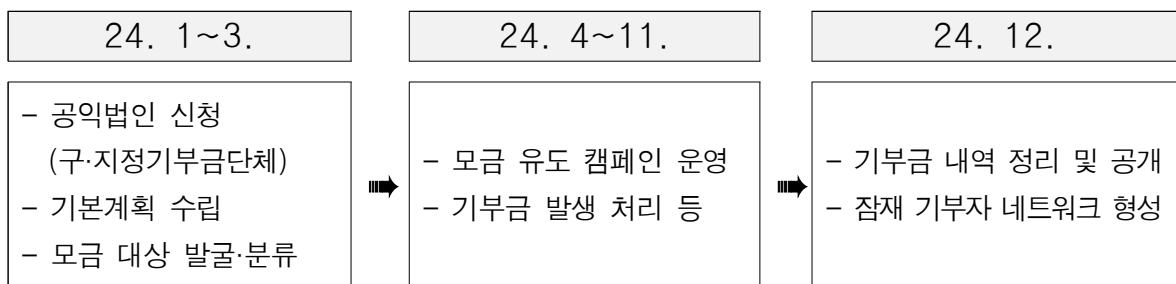 24. 1~3.
- 공익법인 신청
(구·지정기부금단체)
- 기본계획 수립
- 모금 대상 발굴·분류
24. 4~11.
- 모금 유도 캠페인 운영
- 기부금 발생 처리 등
24. 12.
- 기부금 내역 정리 및 공개
- 잠재 기부자 네트워크 형성